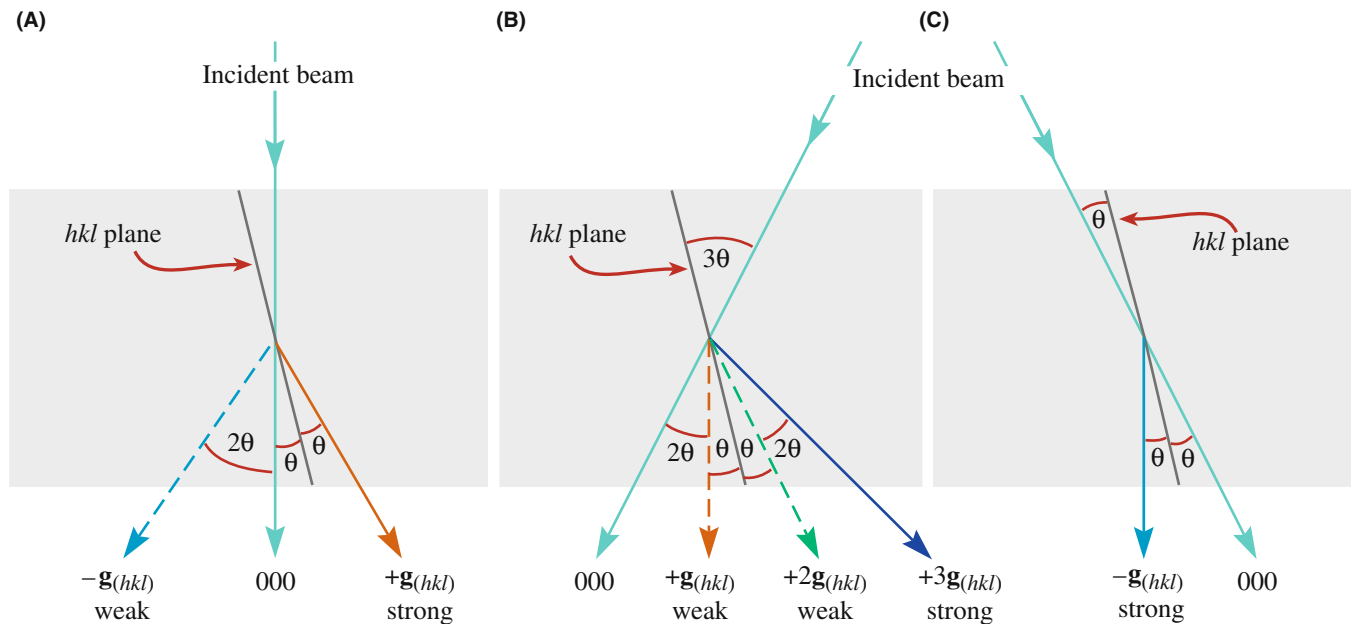 (A)
Incident beam
hkl plane
2θ
θ
θ
−g(hkl)
weak
000
+g(hkl)
strong
(B)
Incident beam
hkl plane
3θ
2θ
θ
θ
2θ
000
+g(hkl)
weak
+2g(hkl)
weak
+3g(hkl)
strong
(C)
θ
hkl plane
θ
θ
−g(hkl)
strong
000